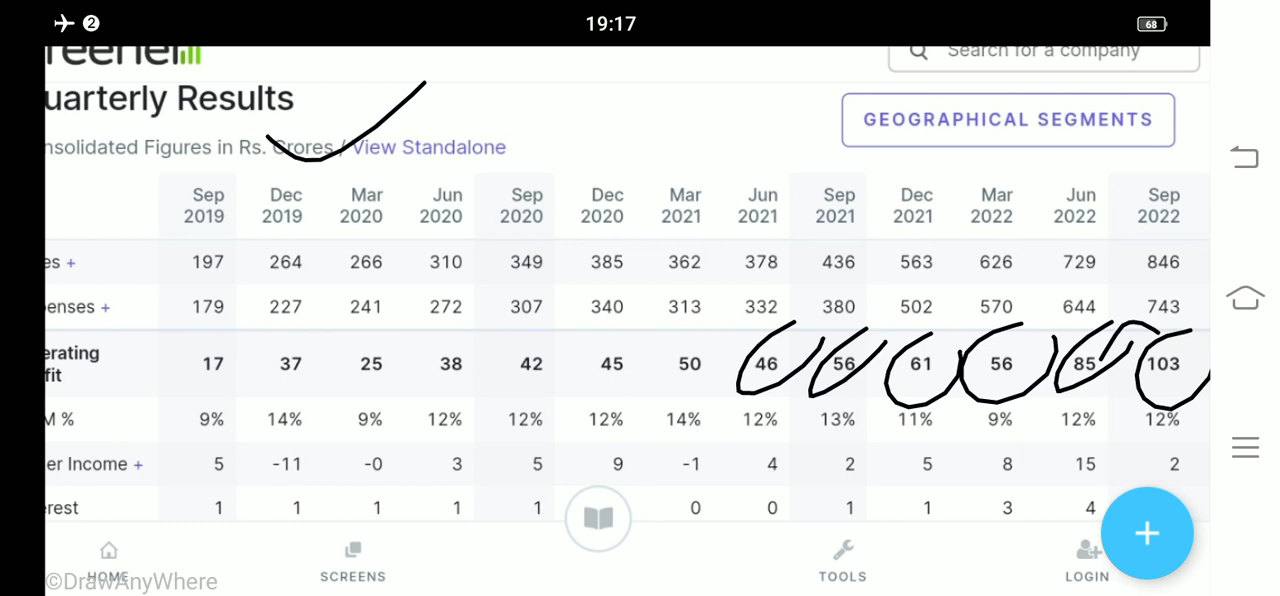 19:17
68
reener
Search for a company
uarterly Results
GEOGRAPHICAL SEGMENTS
nsolidated Figures in Rs. Crores / View Standalone
Sep 2019 Dec 2019 Mar 2020 Jun 2020 Sep 2020 Dec 2020 Mar 2021 Jun 2021 Sep 2021 Dec 2021 Mar 2022 Jun 2022 Sep 2022
es + 197 264 266 310 349 385 362 378 436 563 626 729 846
enses + 179 227 241 272 307 340 313 332 380 502 570 644 743
erating
fit 17 37 25 38 42 45 50 46 56 61 56 85 103
M % 9% 14% 9% 12% 12% 12% 14% 12% 13% 11% 9% 12% 12%
er Income + 5 -11 -0 3 5 9 -1 4 2 5 8 15 2
rest 1 1 1 1 1 0 0 1 1 3 4
HOME SCREENS TOOLS LOGIN
©DrawAnyWhere